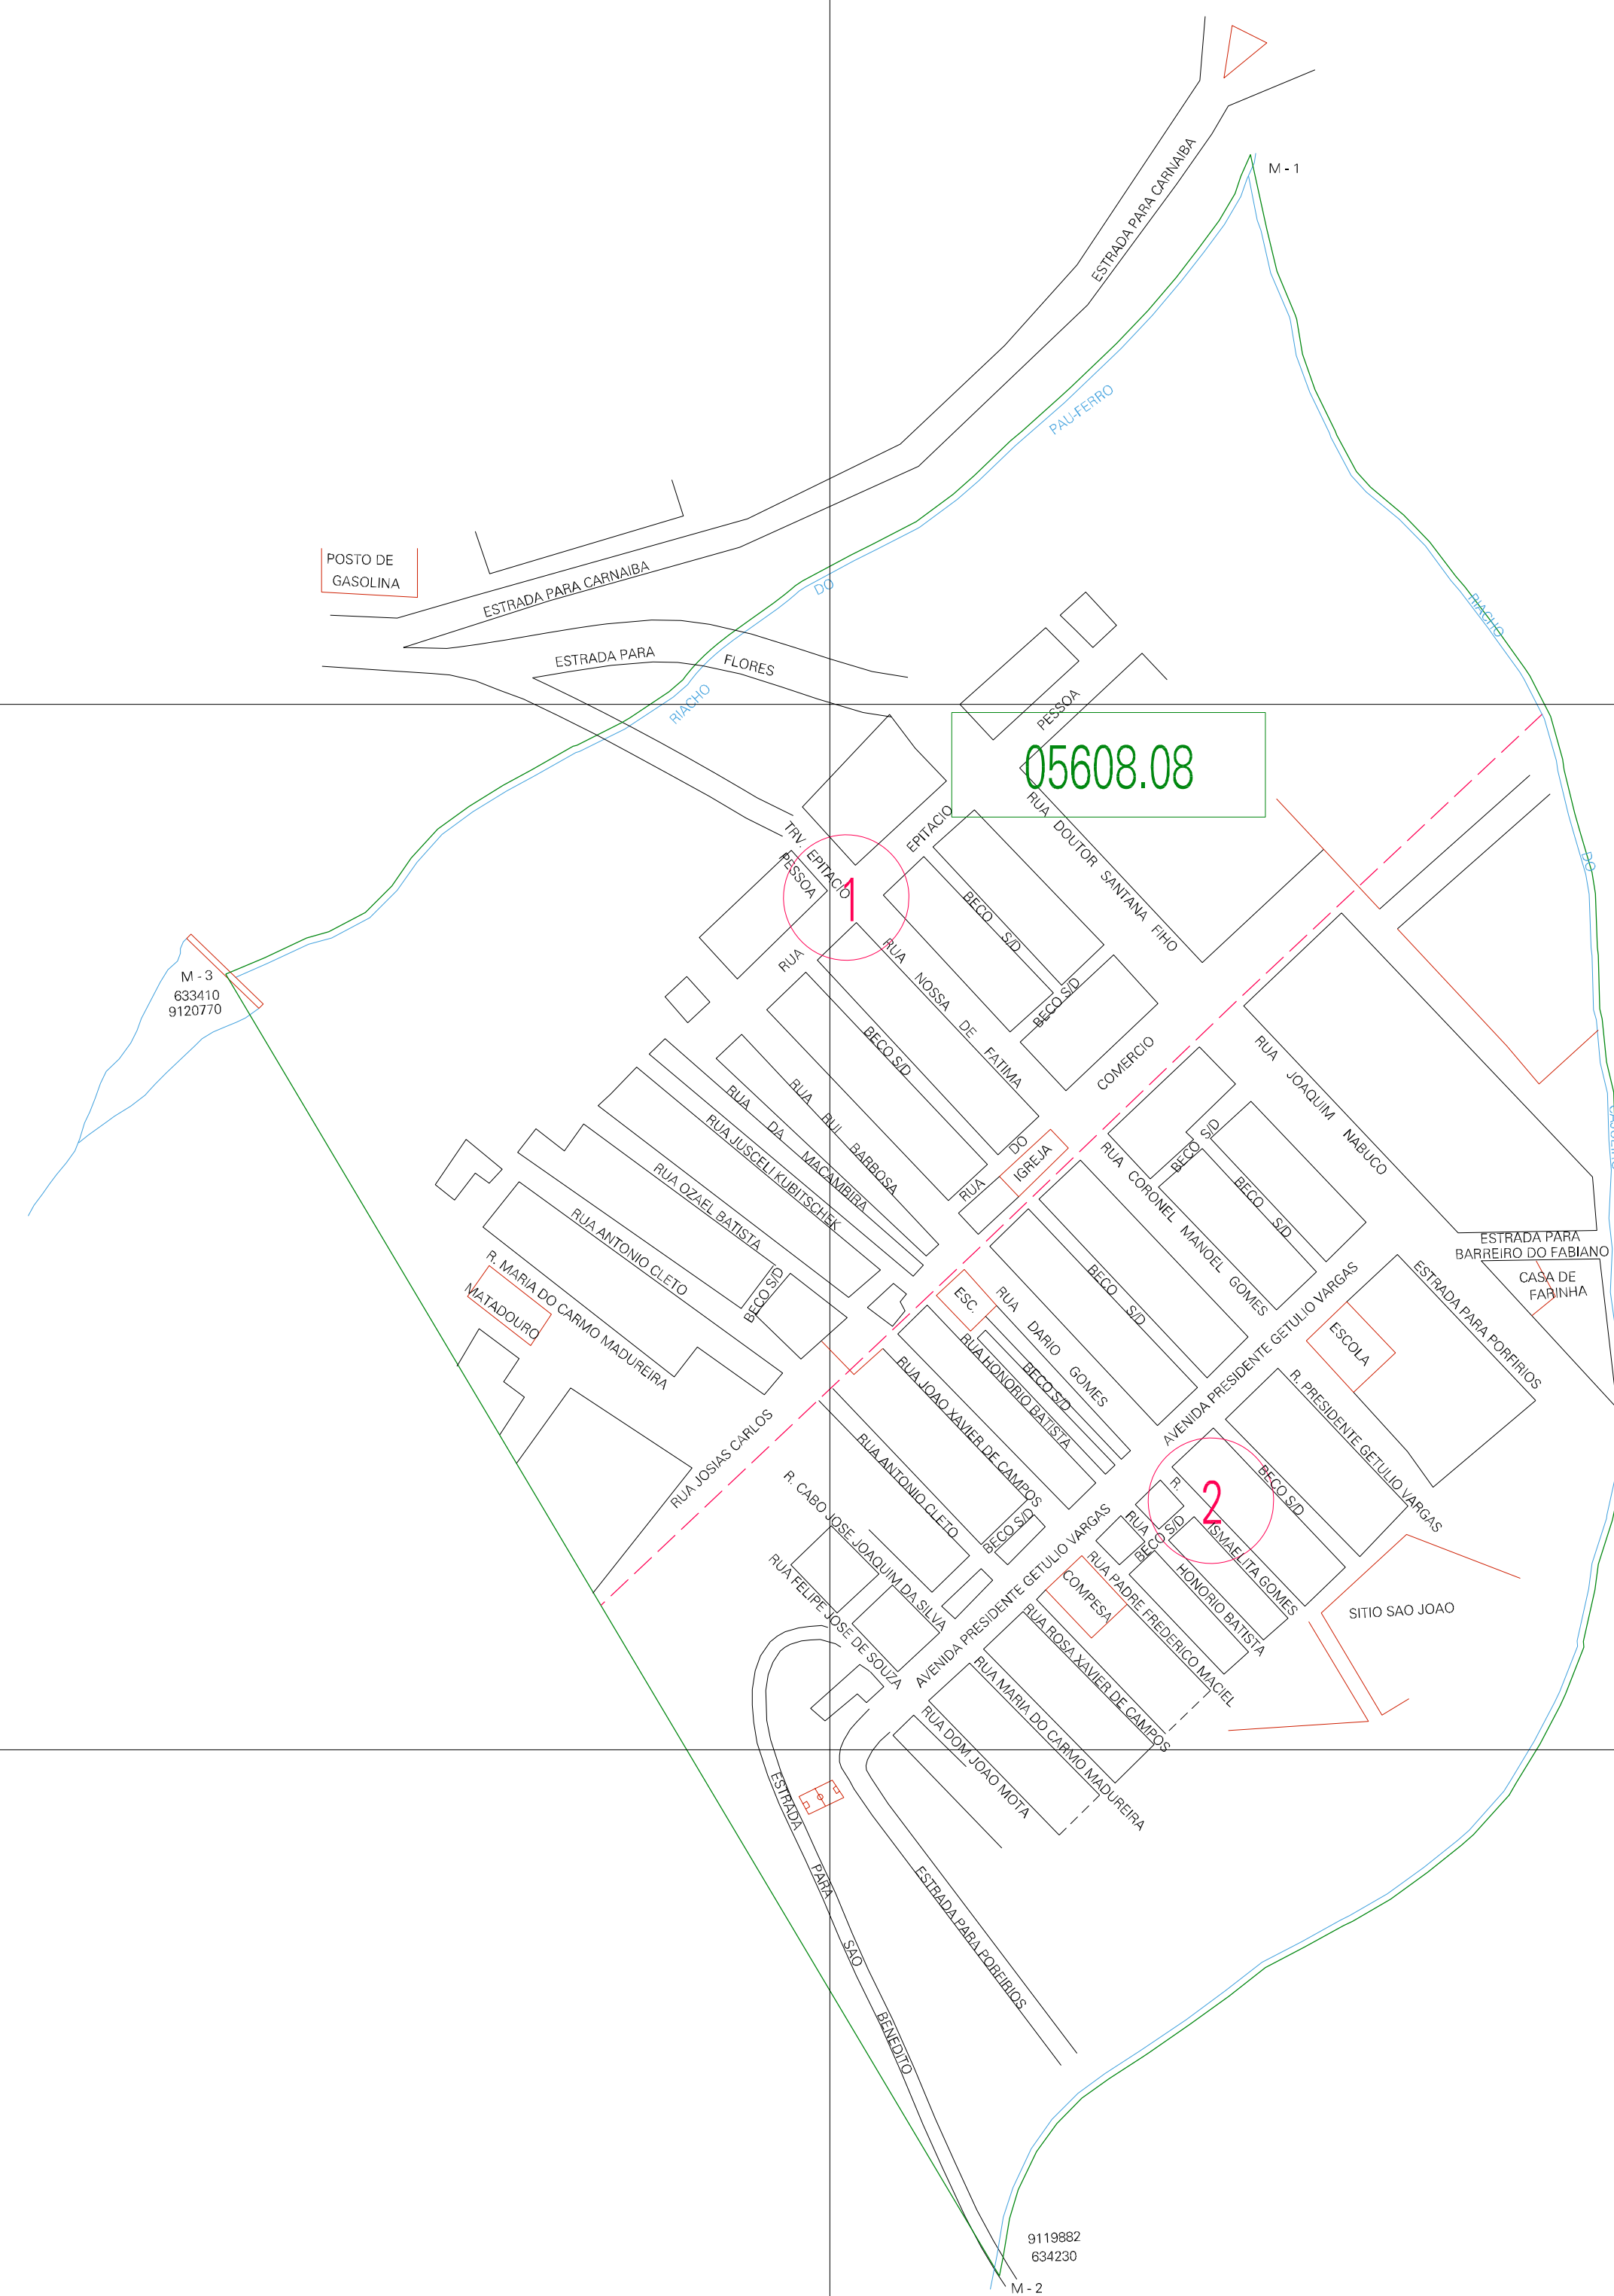 M - 1
ESTRADA PARA CARNAIBA
PAU-FERRO
POSTO DE
GASOLINA
ESTRADA PARA CARNAIBA
DO
RIACHO
ESTRADA PARA
FLORES
RIACHO
PESSOA
05608.08
RUA DOUTOR SANTANA FIHO
EPITACIO
TRV. EPITACIO
PESSOA
1
DO
BECO S/D
RUA
RUA NOSSA DE FATIMA
BECO S/D
M - 3
633410
9120770
BECO S/D
COMERCIO
RUA JOAQUIM NABUCO
RUA RUI BARBOSA
RUA DA MACAMBIRA
RUA JUSCELI KUBITSCHEK
DO
IGREJA
RUA
RUA CORONEL MANOEL GOMES
BECO S/D
BECO S/D
RUA OZAEL BATISTA
RUA ANTONIO CLETO
R. MARIA DO CARMO MADUREIRA
MATADOURO
BECO S/D
ESTRADA PARA
BARREIRO DO FABIANO
CASA DE
FARINHA
ESTRADA PARA PORFIRIOS
ESC.
RUA DARIO GOMES
BECO S/D
AVENIDA PRESIDENTE GETULIO VARGAS
ESCOLA
RUA HONORIO BATISTA
BECO S/D
RUA JOAO XAVIER DE CAMPOS
R. PRESIDENTE GETULIO VARGAS
RUA JOSIAS CARLOS
RUA ANTONIO CLETO
BECO S/D
R. CABO JOSE JOAQUIM DA SILVA
RUA FELIPE JOSE DE SOUZA
BECO S/D
2
R. ISMAELITA GOMES
RUA HONORIO BATISTA
BECO S/D
AVENIDA PRESIDENTE GETULIO VARGAS
COMPESA
RUA PADRE FREDERICO MACIEL
RUA ROSA XAVIER DE CAMPOS
SITIO SAO JOAO
RUA MARIA DO CARMO MADUREIRA
RUA DOM JOAO MOTA
ESTRADA PARA SAO BENEDITO
ESTRADA PARA PORFIRIOS
9119882
634230
M - 2